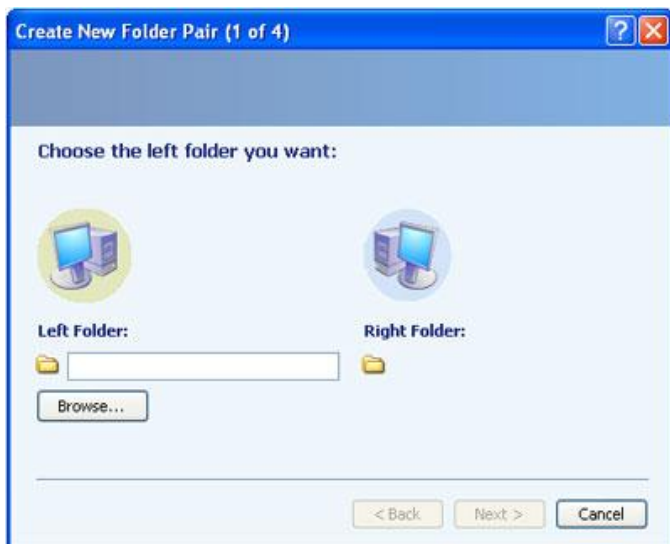 Create New Folder Pair (1 of 4)
?
Choose the left folder you want:
Left Folder:
Right Folder:
Browse...
< Back
Next >
Cancel